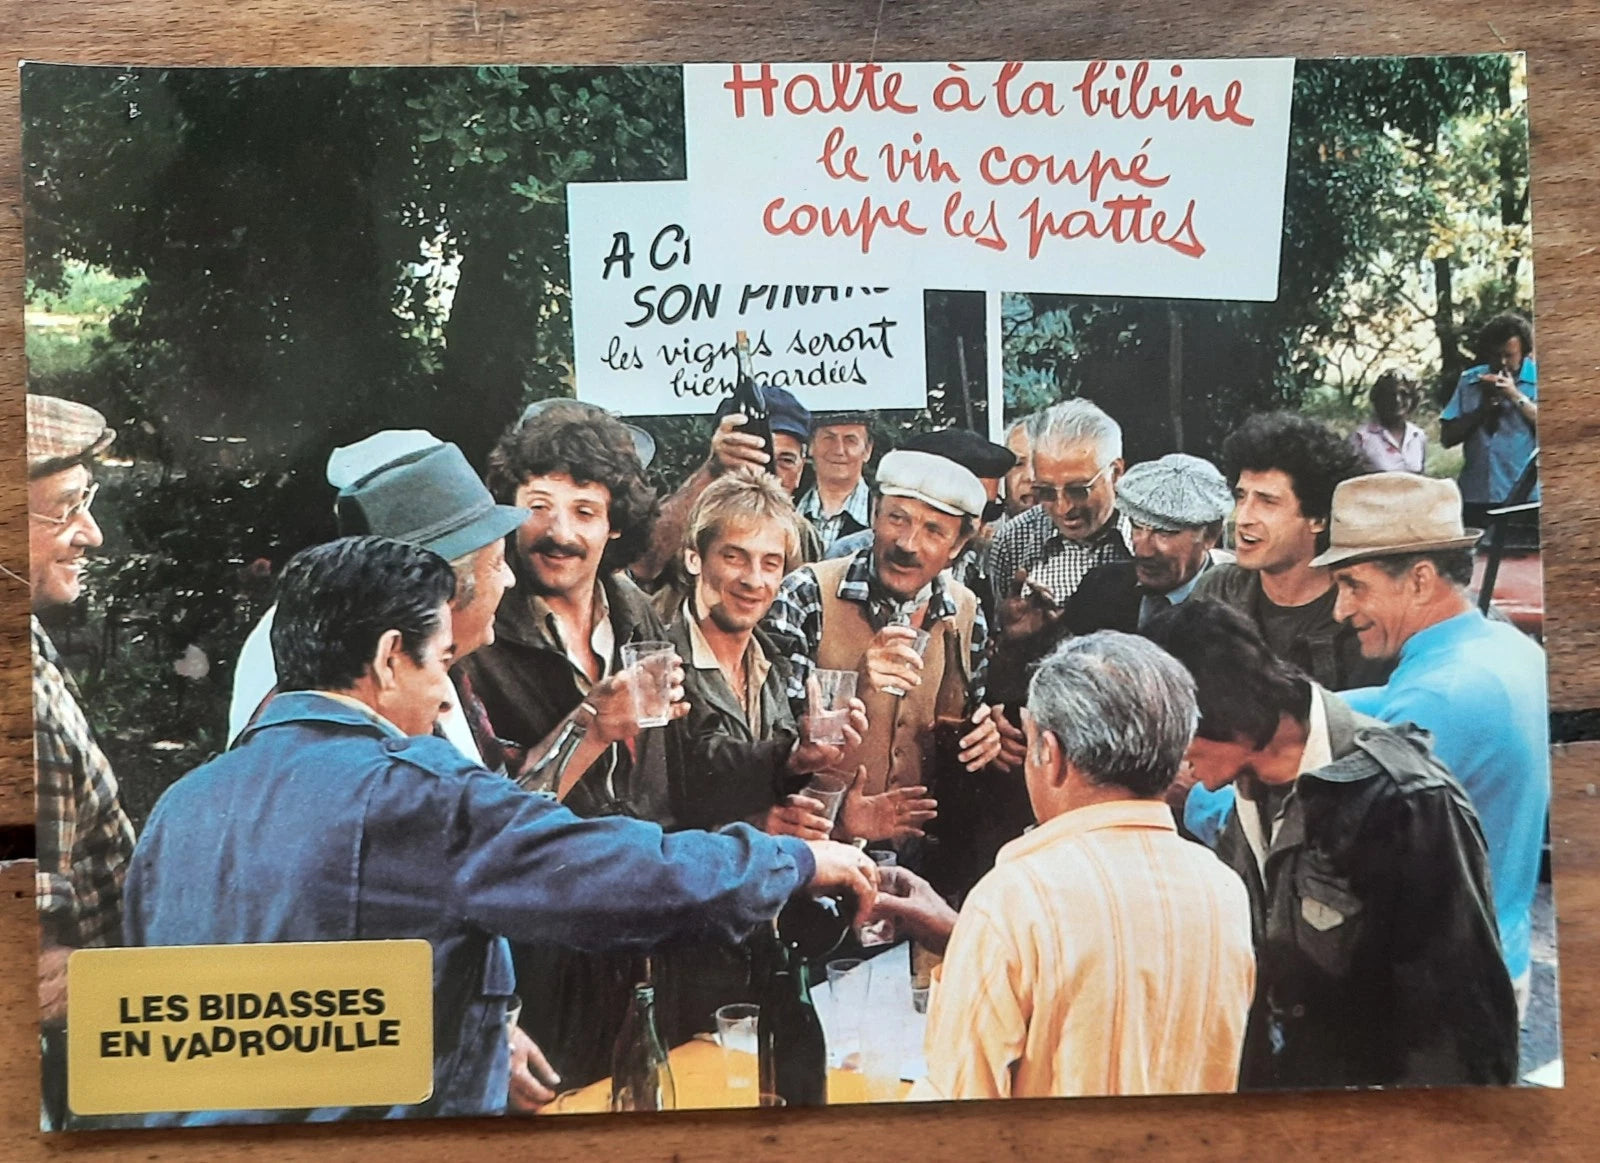 Halte à la bibine
le vin coupé
coupe les pattes
A
SON
les vignes seront
bien gardées
LES BIDASSES
EN VADROUILLE